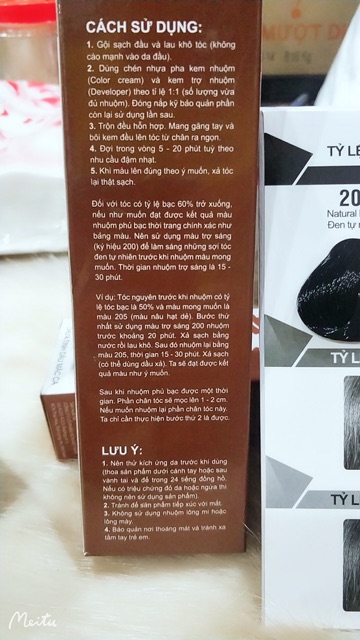 CÁCH SỬ DỤNG:
1. Gội sạch đầu và lau khô tóc (không
cào mạnh vào da đầu).
2. Dùng chén nhựa pha kem nhuộm
(Color cream) và kem trợ nhuộm
(Developer) theo tỉ lệ 1:1 (số lượng vừa
đủ nhuộm). Đóng nắp kỹ bảo quản phần
còn lại sử dụng lần sau.
3. Trộn đều hỗn hợp. Mang găng tay và
bôi kem đều lên tóc từ chân ra ngọn.
4. Đợi trong vòng 5 - 20 phút tuỳ theo
nhu cầu đậm nhạt.
5. Khi màu lên đúng theo ý muốn, xả tóc
lại thật sạch.
Đối với tóc có tỷ lệ bạc 60% trở xuống,
nếu như muốn đạt được kết quả màu
nhuộm phủ bạc thời trang chính xác như
bảng màu. Nên sử dụng màu trợ sáng
(ký hiệu 200) để làm sáng những sợi tóc
đen tự nhiên trước khi nhuộm màu mong
muốn. Thời gian nhuộm trợ sáng là 15 -
30 phút.
Ví dụ: Tóc nguyên trước khi nhuộm có tỷ
lệ tóc bạc là 50% và màu mong muốn là
màu 205 (màu nâu hạt dẻ). Bước thứ
nhất sử dụng màu trợ sáng 200 nhuộm
trước khoảng 20 phút. Xả sạch bằng
nước rồi lau khô. Sau đó nhuộm lại bằng
màu 205, thời gian 15 - 30 phút. Xả sạch
(có thể dùng dầu xả). Ta sẽ đạt được kết
quả màu như ý muốn.
Sau khi nhuộm phủ bạc được một thời
gian. Phần chân tóc sẽ mọc lên 1 - 2 cm.
Nếu muốn nhuộm lại phần chân tóc này.
Ta chỉ cần thực hiện bước thứ 2 là được.
LƯU Ý:
1. Nên thử kích ứng da trước khi dùng
(thoa sản phẩm dưới cánh tay hoặc sau
vành tai và để trong 24 tiếng đồng hồ.
Nếu có triệu chứng đỏ da hoặc ngứa thì
không nên sử dụng sản phẩm).
2. Tránh để sản phẩm tiếp xúc với mắt.
3. Không sử dụng nhuộm lông mi hoặc
lông mày.
4. Bảo quản nơi thoáng mát và tránh xa
tầm tay trẻ em.
TỶ LỆ
20
Natural
Đen tự n
TỶ LỆ
TỶ LỆ
Meitu